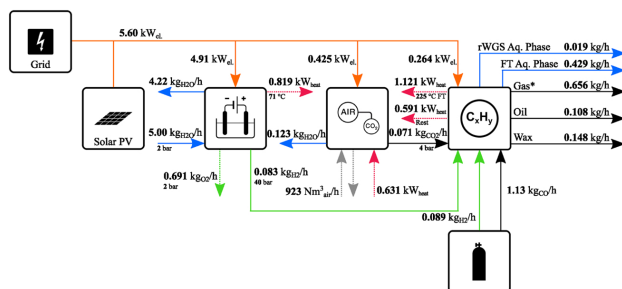 5.60 kWel.
rWGS Aq. Phase 0.019 kg/h
FT Aq. Phase 0.429 kg/h
Grid
4.91 kWel.
0.425 kWel.
0.264 kWel.
4.22 kgH2O/h
0.819 kWheat
71 °C
1.121 kWheat
225 °C FT
Gas* 0.656 kg/h
- +
AIR
CO2
CxHy
0.591 kWheat
Rest
Oil 0.108 kg/h
Solar PV
5.00 kgH2O/h
2 bar
0.123 kgH2O/h
0.071 kgCO2/h
4 bar
Wax 0.148 kg/h
0.691 kgO2/h
2 bar
0.083 kgH2/h
40 bar
923 Nm3air/h
0.631 kWheat
1.13 kgCO/h
0.089 kgH2/h